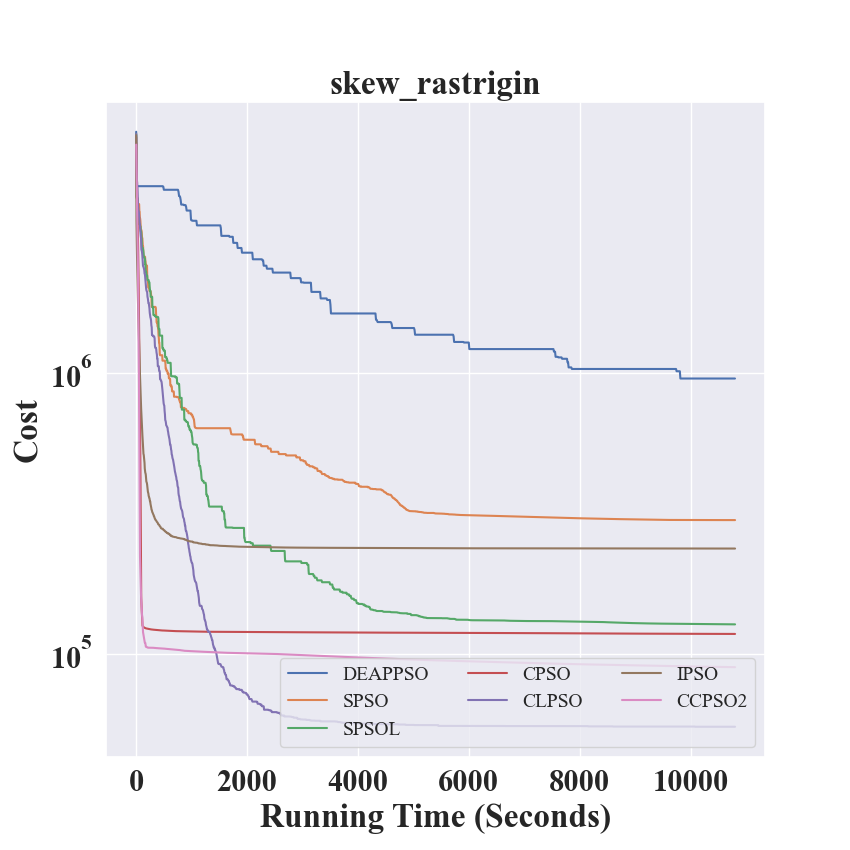 skew_rastrigin
Cost
10^6
10^5
DEAPPSO CPSO IPSO
SPSO CLPSO CCPSO2
SPSOL
0 2000 4000 6000 8000 10000
Running Time (Seconds)